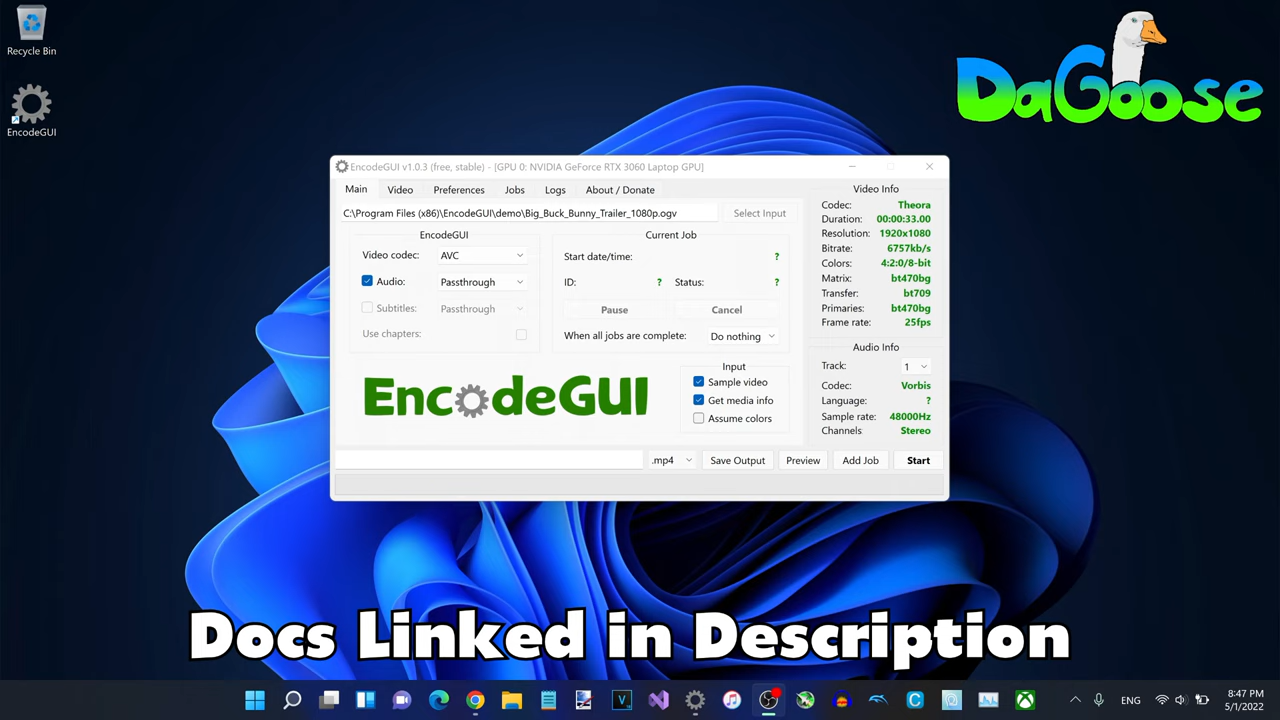 Recycle Bin
EncodeGUI
DaGoose
EncodeGUI v1.0.3 (free, stable) - [GPU 0: NVIDIA GeForce RTX 3060 Laptop GPU]
Main Video Preferences Jobs Logs About / Donate
C:\Program Files (x86)\EncodeGUI\demo\Big_Buck_Bunny_Trailer_1080p.ogv
Select Input
EncodeGUI
Video codec: AVC
Audio: Passthrough
Subtitles: Passthrough
Use chapters:
Current Job
Start date/time: ?
ID: ? Status: ?
Pause Cancel
When all jobs are complete: Do nothing
EncodeGUI
Input
Sample video
Get media info
Assume colors
Video Info
Codec: Theora
Duration: 00:00:33.00
Resolution: 1920x1080
Bitrate: 6757kb/s
Colors: 4:2:0/8-bit
Matrix: bt470bg
Transfer: bt709
Primaries: bt470bg
Frame rate: 25fps
Audio Info
Track: 1
Codec: Vorbis
Language: ?
Sample rate: 48000Hz
Channels: Stereo
.mp4 Save Output Preview Add Job Start
Docs Linked in Description
ENG
8:47 PM
5/1/2022